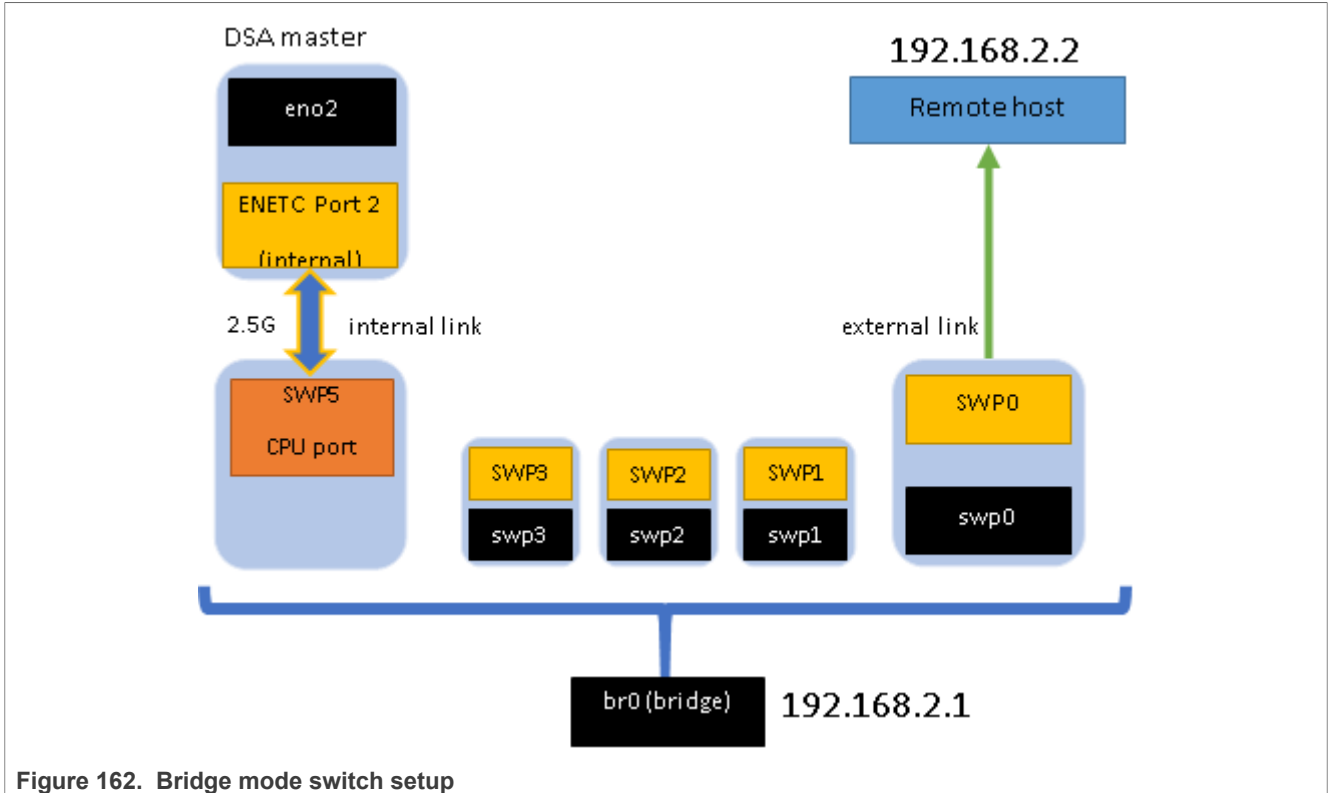 DSA master
192.168.2.2
eno2
Remote host
ENETC Port 2
(internal)
2.5G
internal link
external link
SWP5
CPU port
SWP0
SWP3
SWP2
SWP1
swp3
swp2
swp1
swp0
br0 (bridge)
192.168.2.1
Figure 162. Bridge mode switch setup